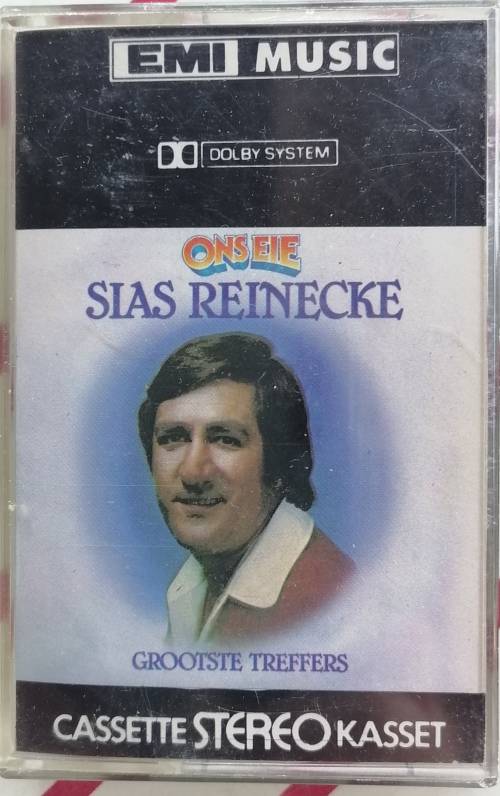 EMI MUSIC
DOLBY SYSTEM
ONS EIE
SIAS REINECKE
GROOTSTE TREFFERS
CASSETTE STEREO KASSET